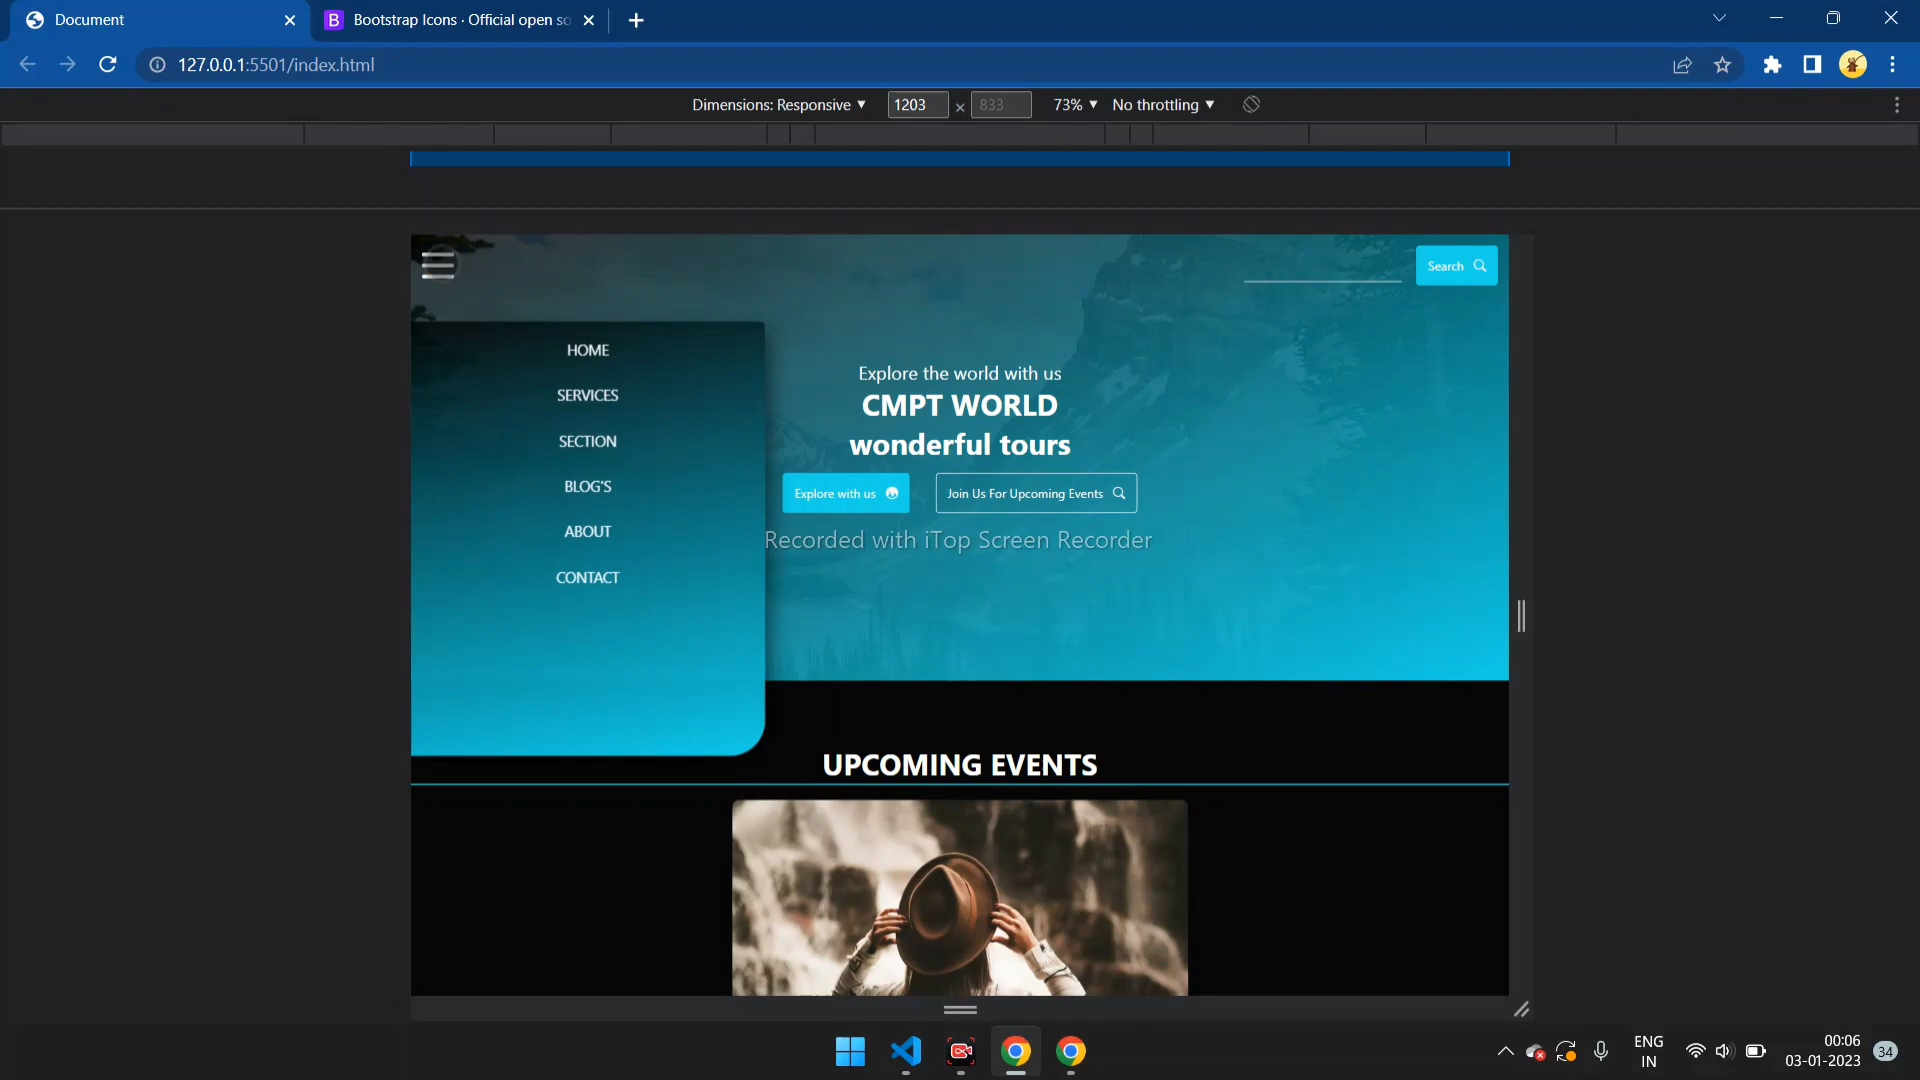 Document
Bootstrap Icons · Official open so
127.0.0.1:5501/index.html
Dimensions: Responsive ▼ 1203 × 833 73% ▼ No throttling ▼
Search
HOME
SERVICES
SECTION
BLOG'S
ABOUT
CONTACT
Explore the world with us
CMPT WORLD
wonderful tours
Explore with us
Join Us For Upcoming Events
Recorded with iTop Screen Recorder
UPCOMING EVENTS
ENG
IN
00:06
03-01-2023
34